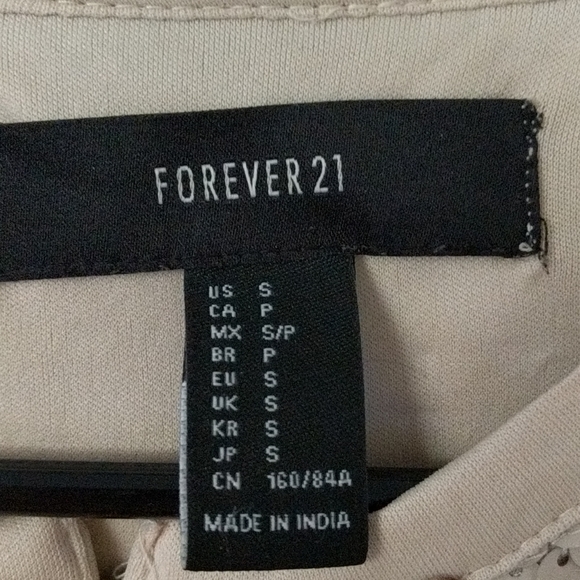 FOREVER 21
US S
CA P
MX S/P
BR P
EU S
UK S
KR S
JP S
CN 160/84A
MADE IN INDIA